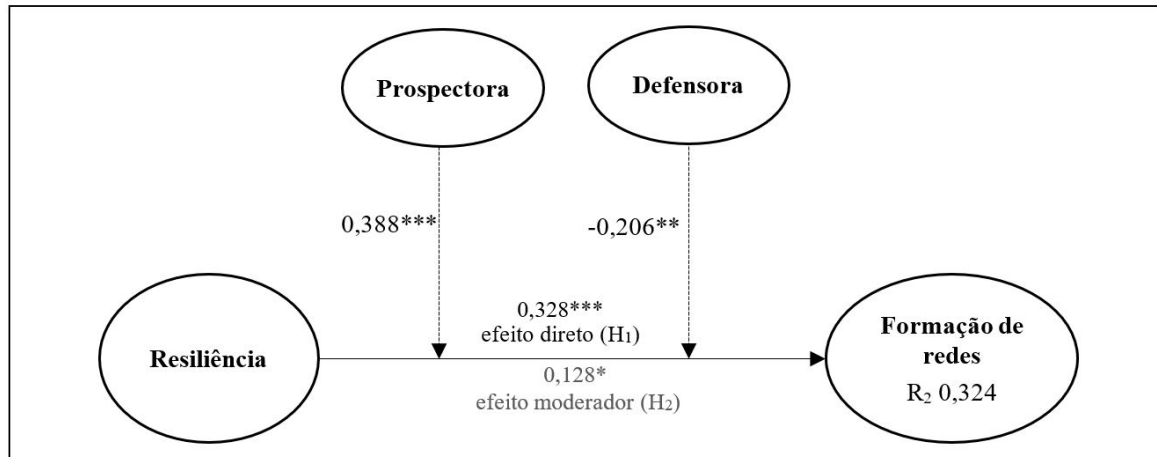 Prospectora
Defensora
0,388***
-0,206**
Resiliência
0,328***
efeito direto (H₁)
0,128*
efeito moderador (H₂)
Formação de
redes
R₂ 0,324